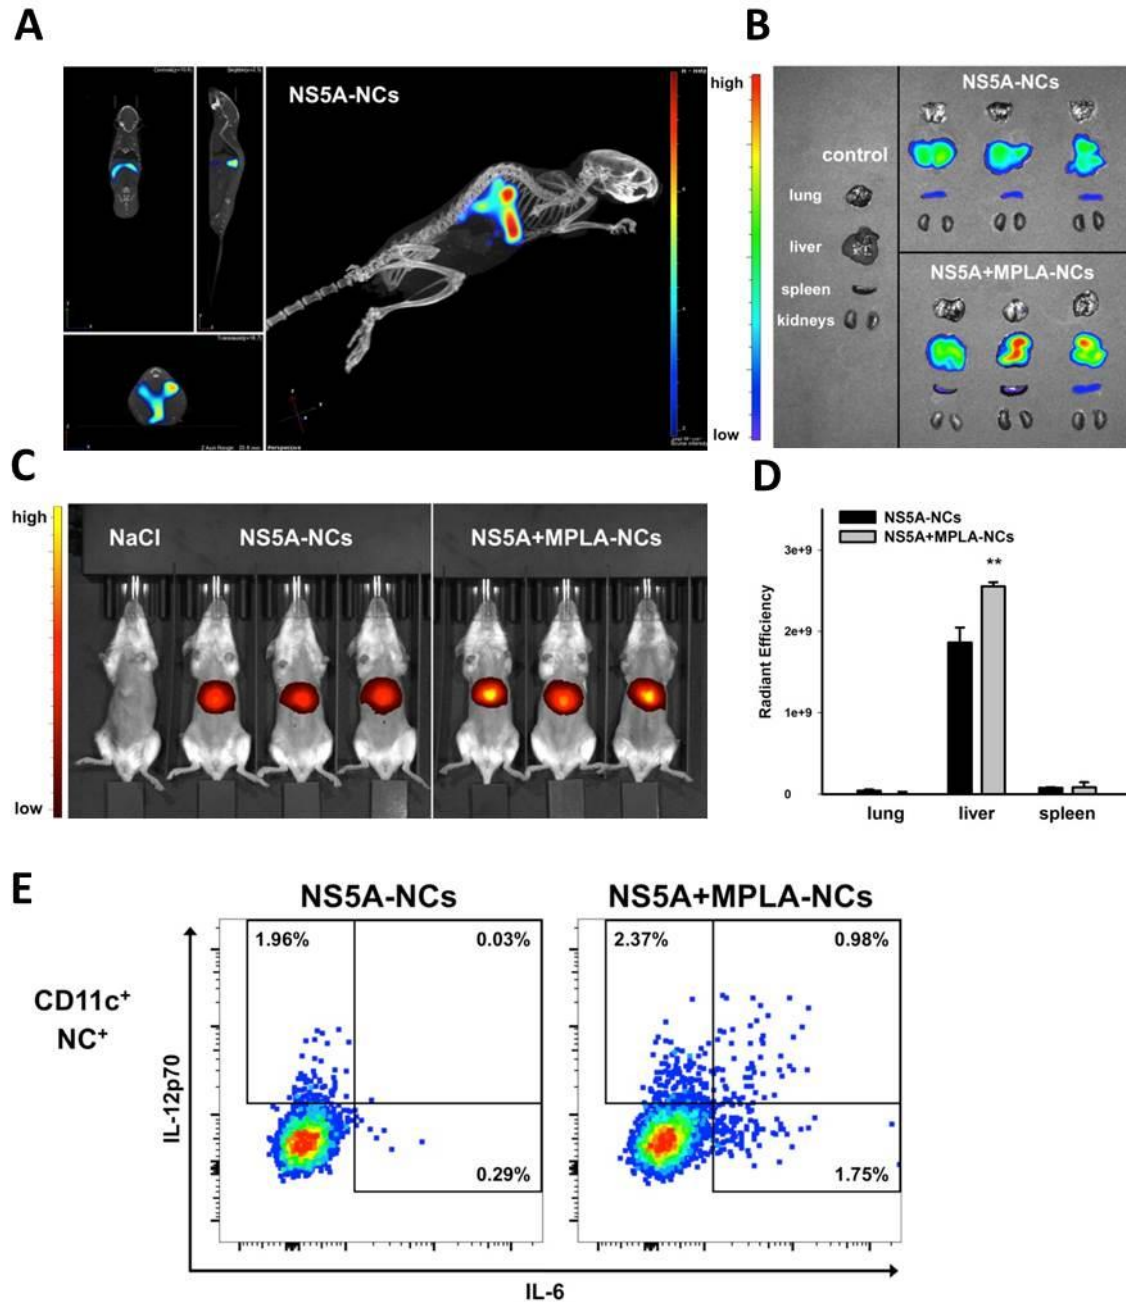 A
B
NS5A-NCs
high
low
NS5A-NCs
control
lung
liver
spleen
kidneys
NS5A+MPLA-NCs
C
D
high
low
NaCl
NS5A-NCs
NS5A+MPLA-NCs
NS5A-NCs
NS5A+MPLA-NCs
**
3e+9
2e+9
1e+9
0
Radiant Efficiency
lung
liver
spleen
E
NS5A-NCs
NS5A+MPLA-NCs
1.96%
0.03%
2.37%
0.98%
CD11c⁺
NC⁺
IL-12p70
0.29%
1.75%
IL-6